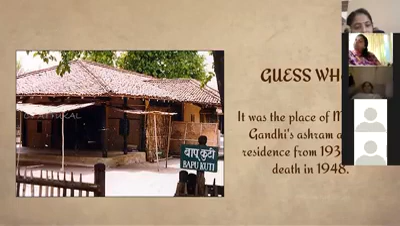 GUESS WH
It was the place of M
Gandhi's ashram a
residence from 193
death in 1948.
बापू कुटी
BAPU KUTI